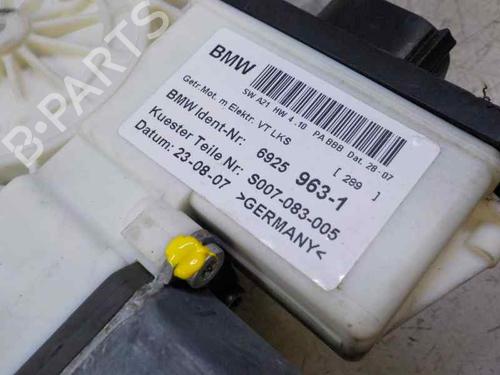 BMW
SW A21 HW 4.10 PA BBB Dat. 28-07
Getr.Mot. m Elektr. VT LKS
[ 289 ]
BMW Ident-Nr: 6925 963-1
Kuester Teile Nr: S007-083-005
Datum: 23-08-07 >GERMANY<
B-PARTS